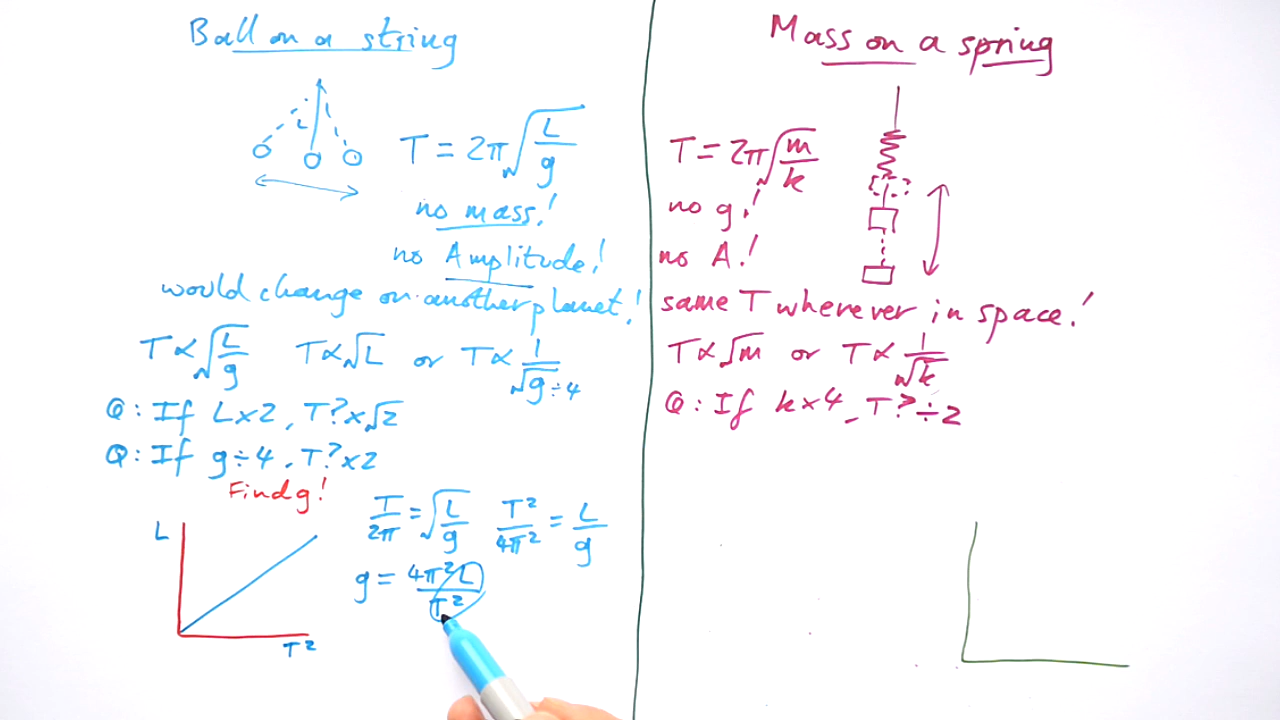 Ball on a string
L
T = 2π√(L/g)
no mass!
no Amplitude!
would change on another planet!
T ∝ √(L/g) T ∝ √L or T ∝ 1/√g ÷4
Q: If L×2, T? ×√2
Q: If g÷4, T? ×2
Find g!
L
T²
T/2π = √(L/g) T²/4π² = L/g
g = 4π²L/T²
Mass on a spring
T = 2π√(m/k)
no g!
no A!
same T wherever in space!
T ∝ √m or T ∝ 1/√k
Q: If k×4, T? ÷2